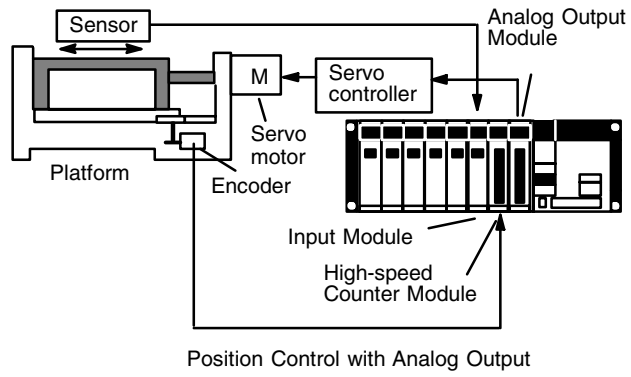 Sensor
Analog Output
Module
M
Servo
controller
Servo
motor
Encoder
Platform
Input Module
High-speed
Counter Module
Position Control with Analog Output